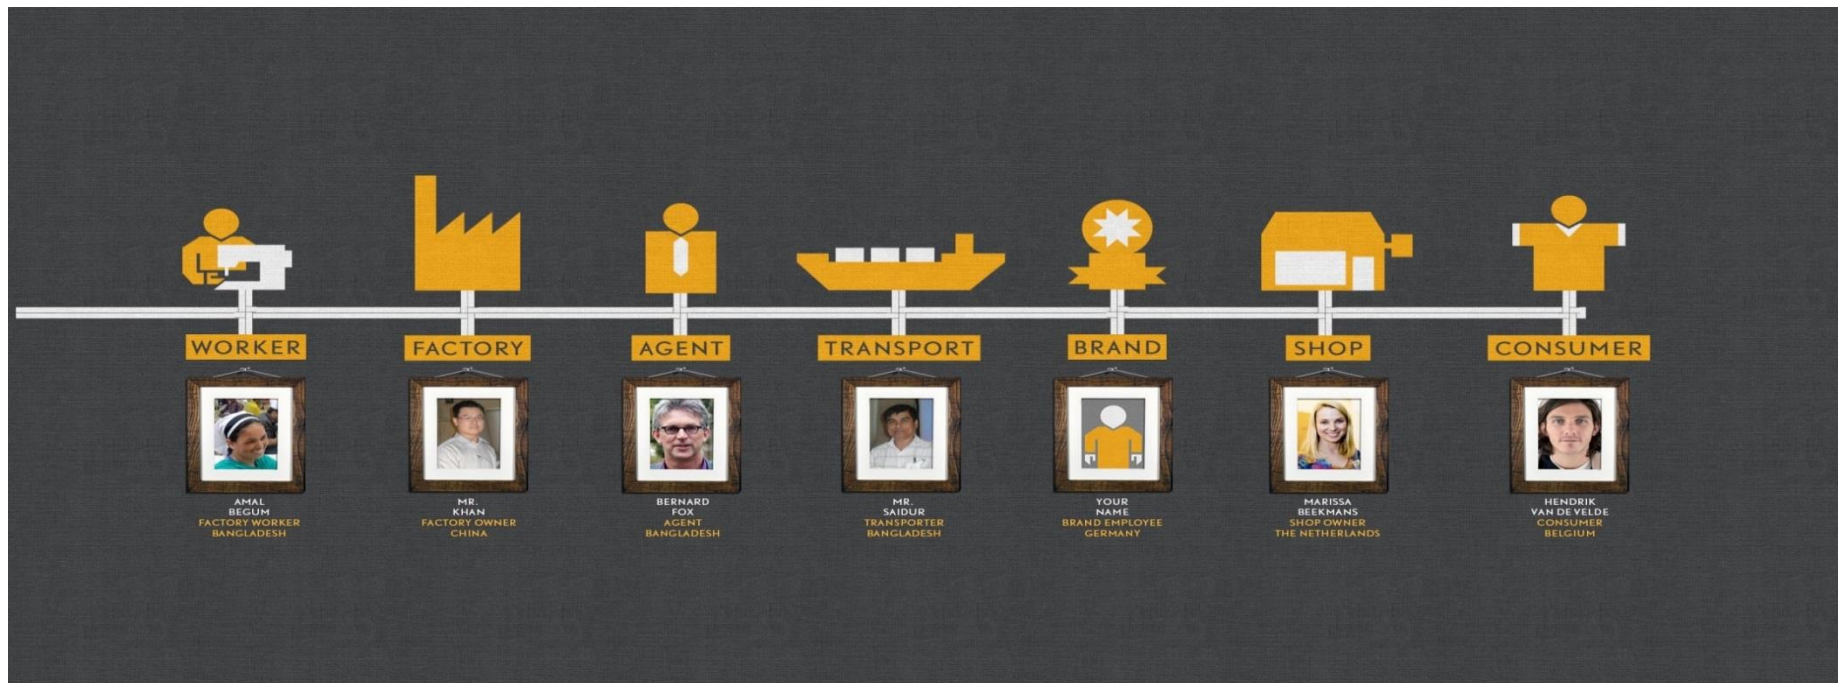 WORKER
FACTORY
AGENT
TRANSPORT
BRAND
SHOP
CONSUMER
AMAL
BEGUM
FACTORY WORKER
BANGLADESH
MR.
KHAN
FACTORY OWNER
CHINA
BERNARD
FOX
AGENT
BANGLADESH
MR.
SAIDUR
TRANSPORTER
BANGLADESH
YOUR
NAME
BRAND EMPLOYEE
GERMANY
MARISSA
BEEKMANS
SHOP OWNER
THE NETHERLANDS
HENDRIK
VAN DE VELDE
CONSUMER
BELGIUM